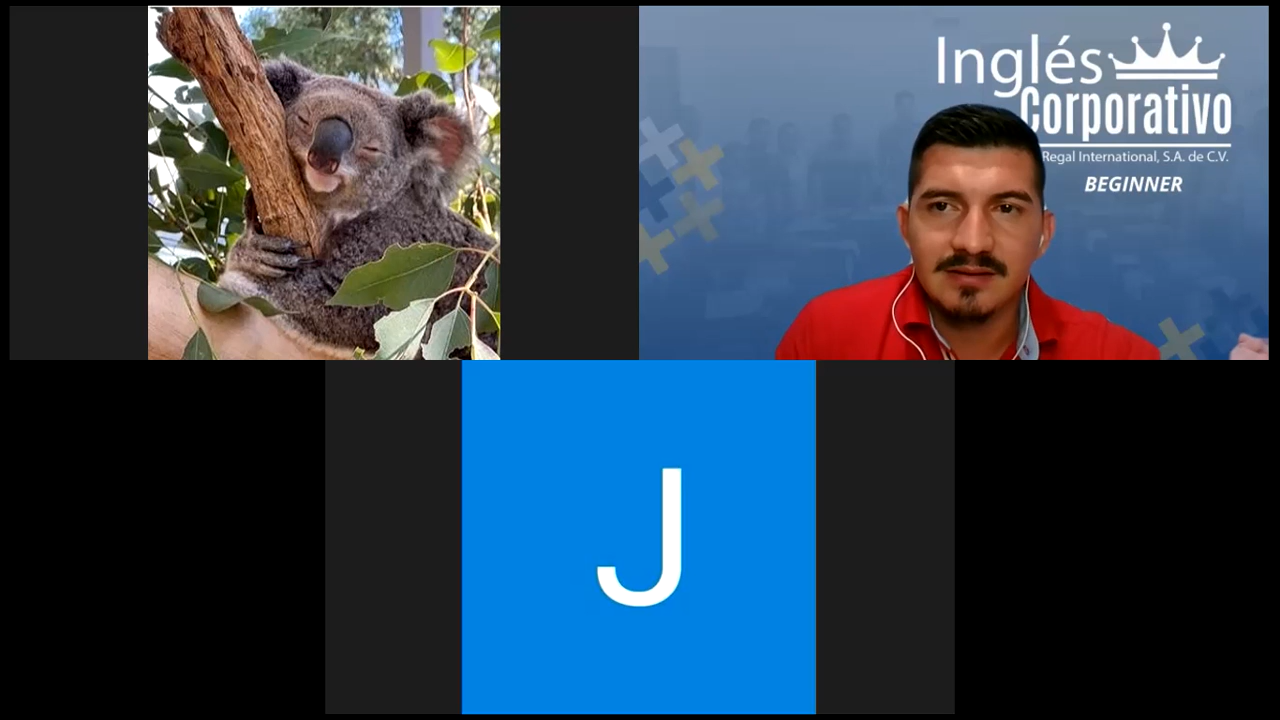 Inglés
Corporativo
Regal International, S.A. de C.V.
BEGINNER
J